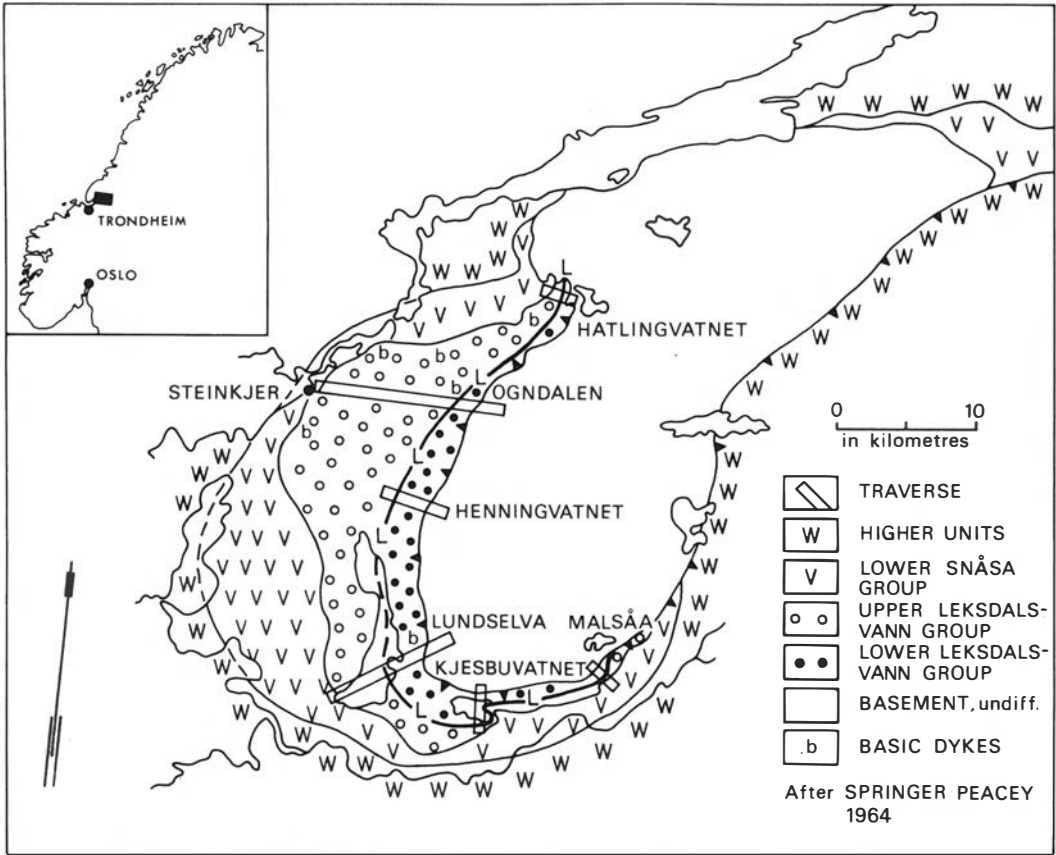 TRONDHEIM
OSLO
W W W W W
V V
V
V V
W
W
W
W
W
V
W W W
V
V V V
L
b
HATLINGVATNET
b b
b L
STEINKJER
OGNDALEN
b
L
HENNINGVATNET
L
LUNDSELVA
MALSÅA
b
KJESBUVATNET
L
L
0 10
in kilometres
TRAVERSE
W HIGHER UNITS
V LOWER SNÅSA
GROUP
UPPER LEKSDALS-
VANN GROUP
LOWER LEKSDALS-
VANN GROUP
BASEMENT, undiff.
.b BASIC DYKES
After SPRINGER PEACEY
1964